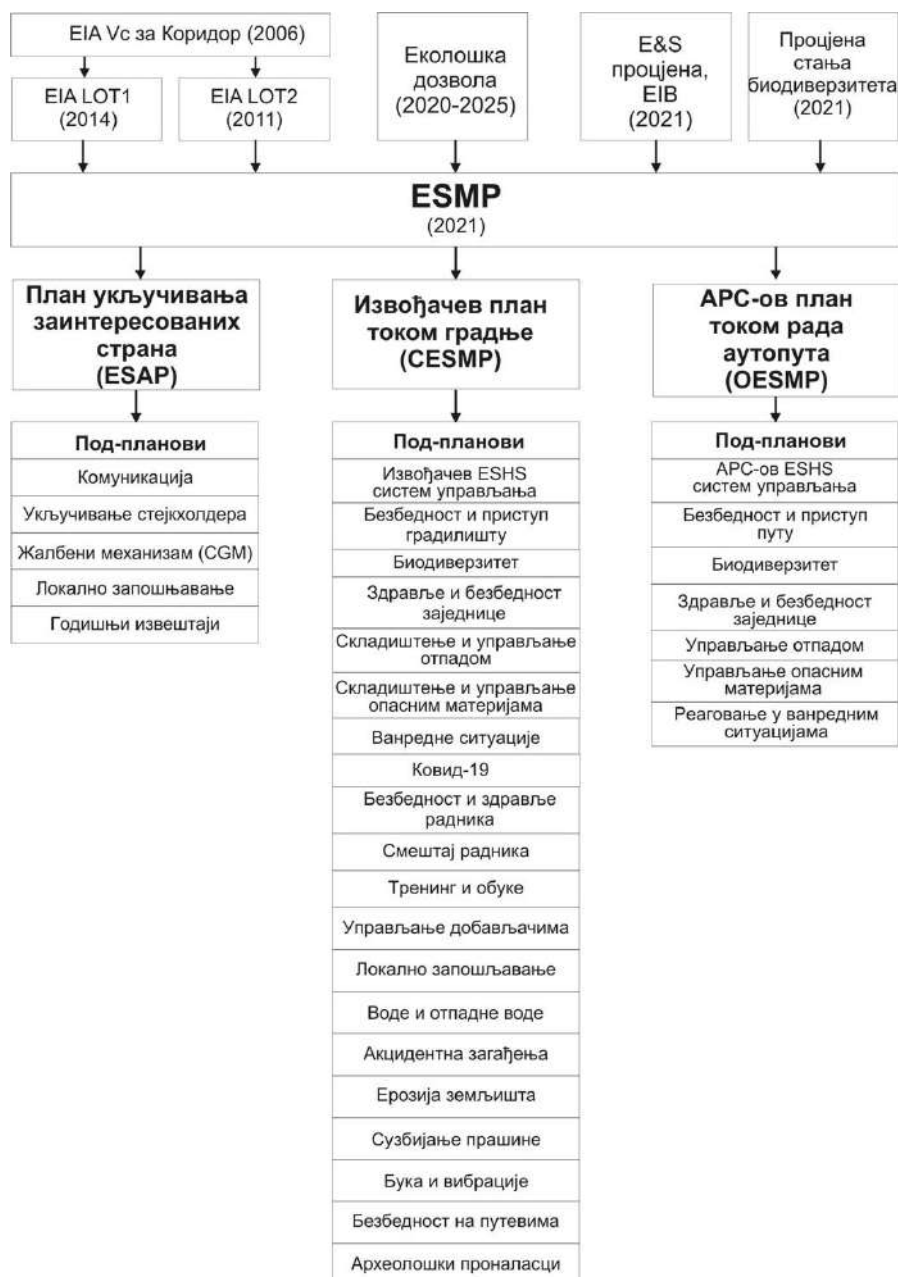 EIA Vc за Коридор (2006)
EIA LOT1
(2014)
EIA LOT2
(2011)
Еколошка
дозвола
(2020-2025)
E&S
процјена,
EIB
(2021)
Процјена
стања
биодиверзитета
(2021)
ESMP
(2021)
План укључивања
заинтересованих
страна
(ESAP)
Под-планови
Комуникација
Укључивање стејкхолдера
Жалбени механизам (CGM)
Локално запошњавање
Годишњи извештаји
Извођачев план
током градње
(CESMP)
Под-планови
Извођачев ESHS
систем управљања
Безбедност и приступ
градилишту
Биодиверзитет
Здравље и безбедност
заједнице
Складиштење и управљање
отпадом
Складиштење и управљање
опасним материјама
Ванредне ситуације
Ковид-19
Безбедност и здравље
радника
Смештај радника
Тренинг и обуке
Управљање добављачима
Локално запошљавање
Воде и отпадне воде
Акцидентна загађења
Ерозија земљишта
Сузбијање прашине
Бука и вибрације
Безбедност на путевима
Археолошки проналасци
АРС-ов план
током рада
аутопута
(OESMP)
Под-планови
АРС-ов ESHS
систем управљања
Безбедност и приступ
путу
Биодиверзитет
Здравље и безбедност
заједнице
Управљање отпадом
Управљање опасним
материјама
Реаговање у ванредним
ситуацијама